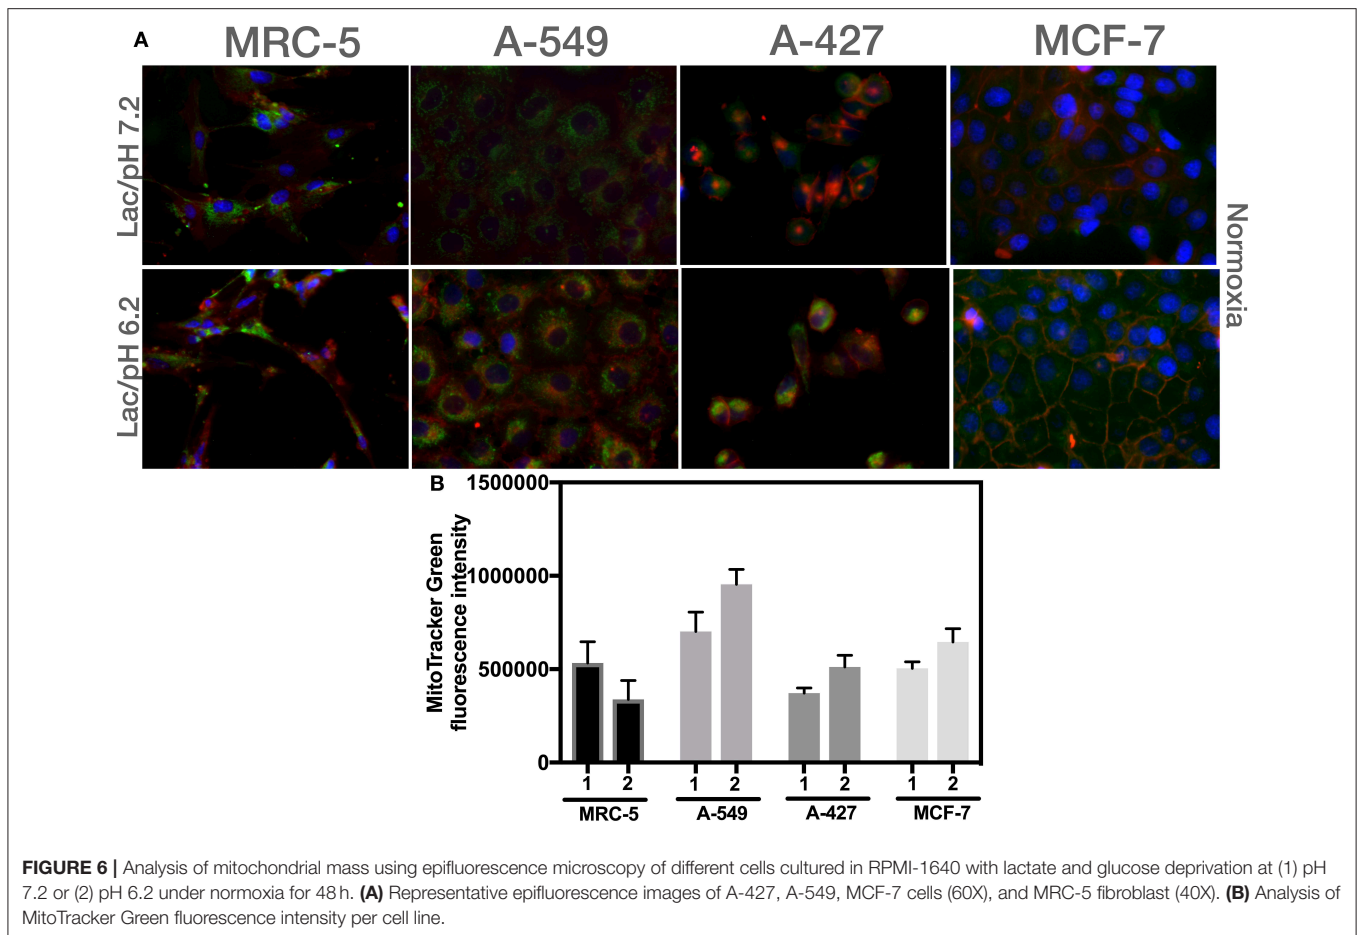 A
MRC-5 A-549 A-427 MCF-7
Lac/pH 7.2
Lac/pH 6.2
Normoxia
B
MitoTracker Green
fluorescence intensity
1500000
1000000
500000
0
1 2 1 2 1 2 1 2
MRC-5 A-549 A-427 MCF-7
FIGURE 6 | Analysis of mitochondrial mass using epifluorescence microscopy of different cells cultured in RPMI-1640 with lactate and glucose deprivation at (1) pH
7.2 or (2) pH 6.2 under normoxia for 48 h. (A) Representative epifluorescence images of A-427, A-549, MCF-7 cells (60X), and MRC-5 fibroblast (40X). (B) Analysis of
MitoTracker Green fluorescence intensity per cell line.